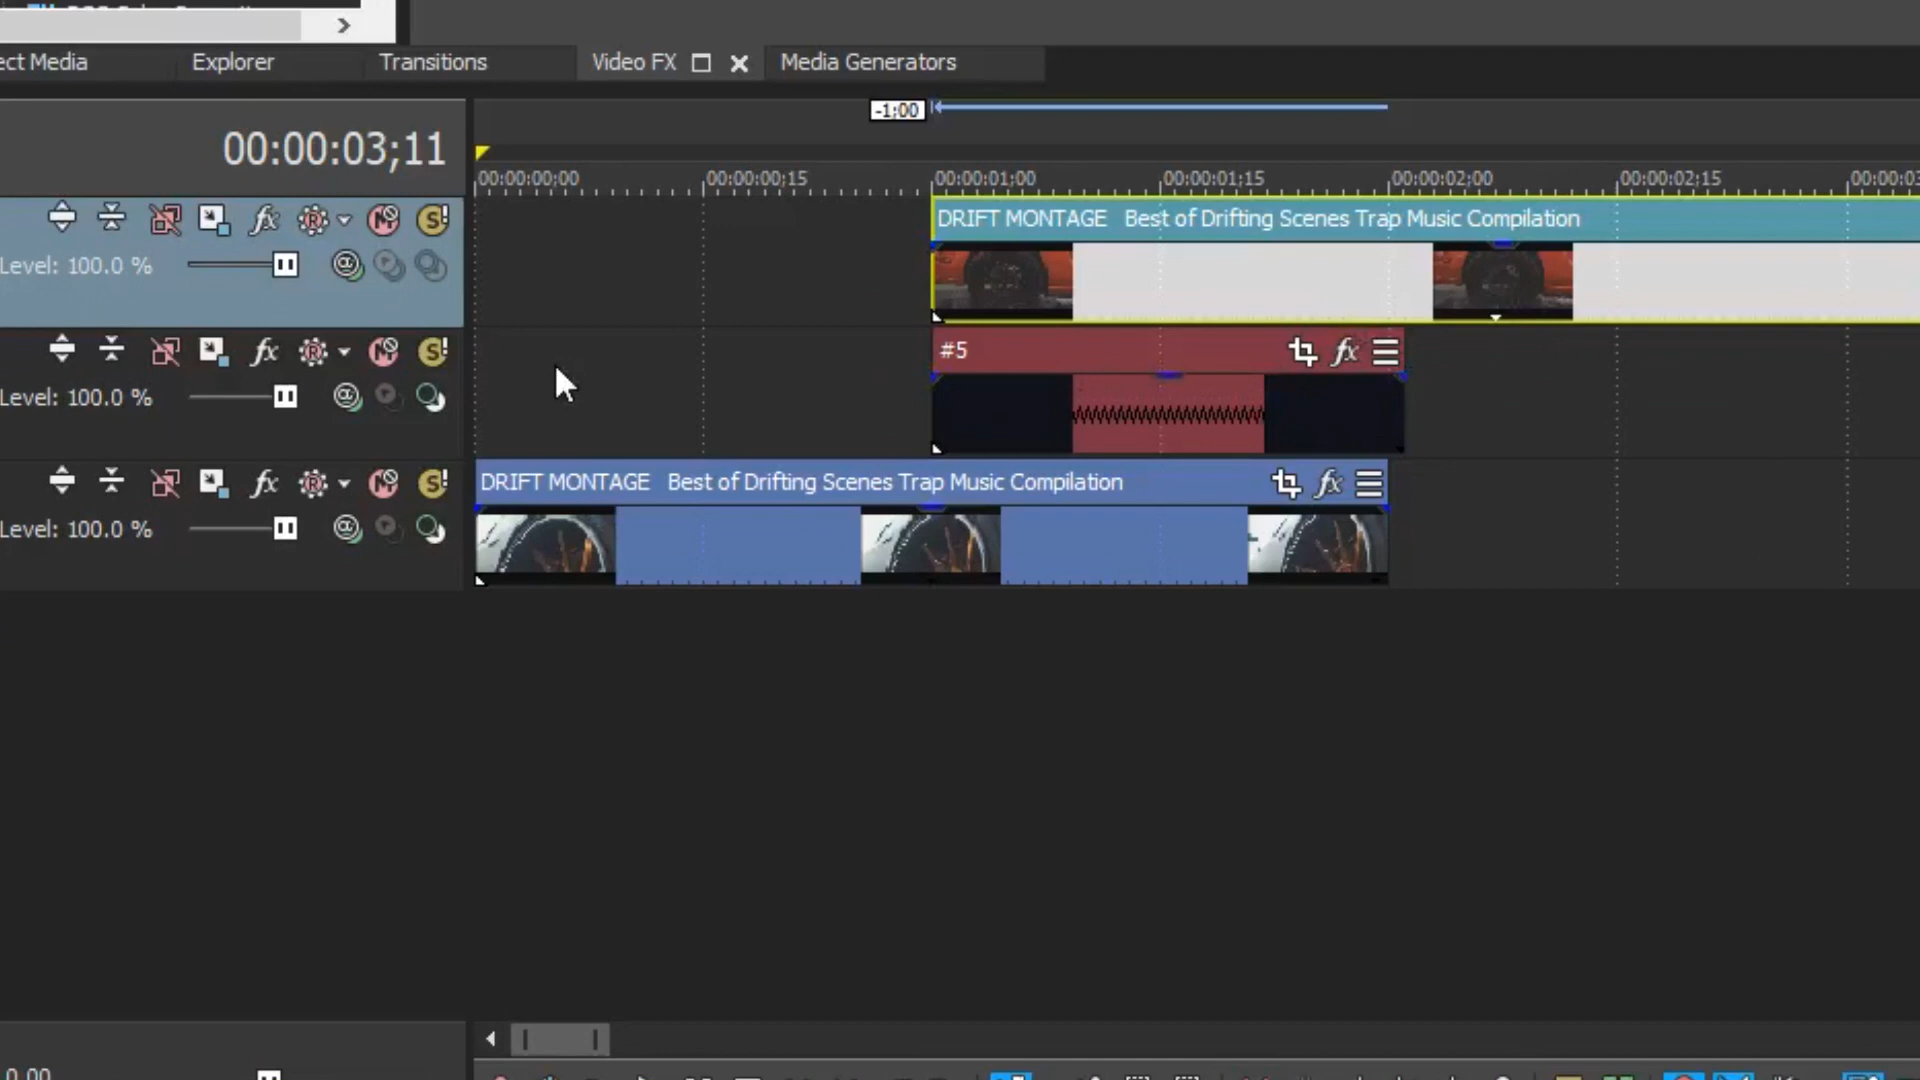 ect Media Explorer Transitions Video FX Media Generators
-1;00
00:00:03;11
00:00:00;00 00:00:00;15 00:00:01;00 00:00:01;15 00:00:02;00 00:00:02;15 00:00:03
DRIFT MONTAGE Best of Drifting Scenes Trap Music Compilation
Level: 100.0 %
#5
Level: 100.0 %
DRIFT MONTAGE Best of Drifting Scenes Trap Music Compilation
Level: 100.0 %